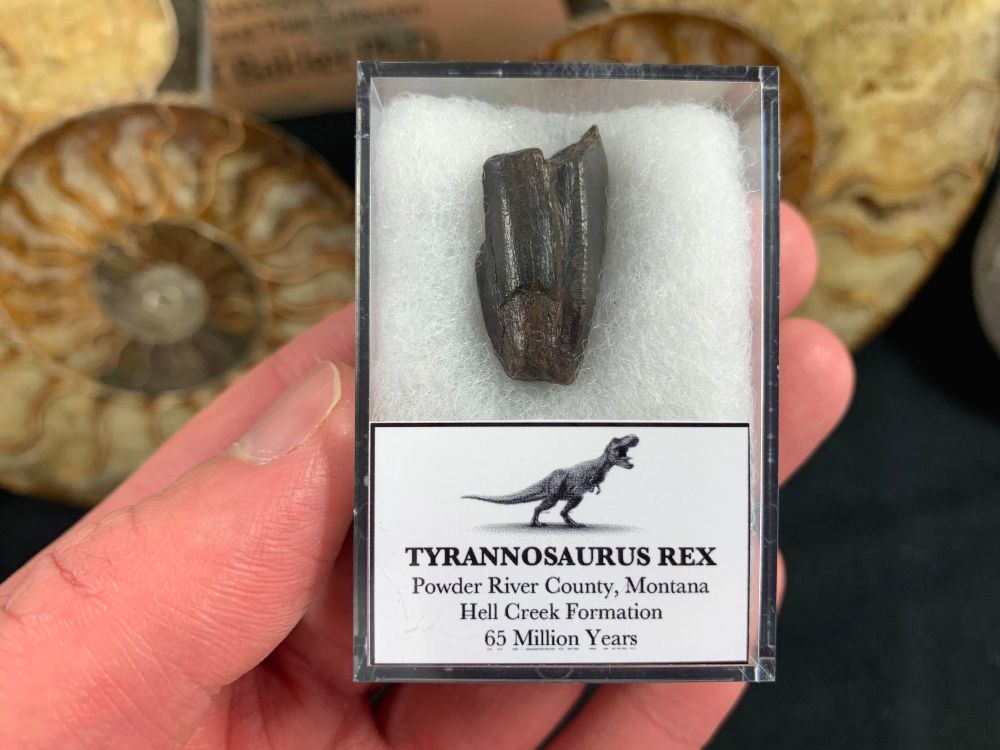 TYRANNOSAURUS REX
Powder River County, Montana
Hell Creek Formation
65 Million Years